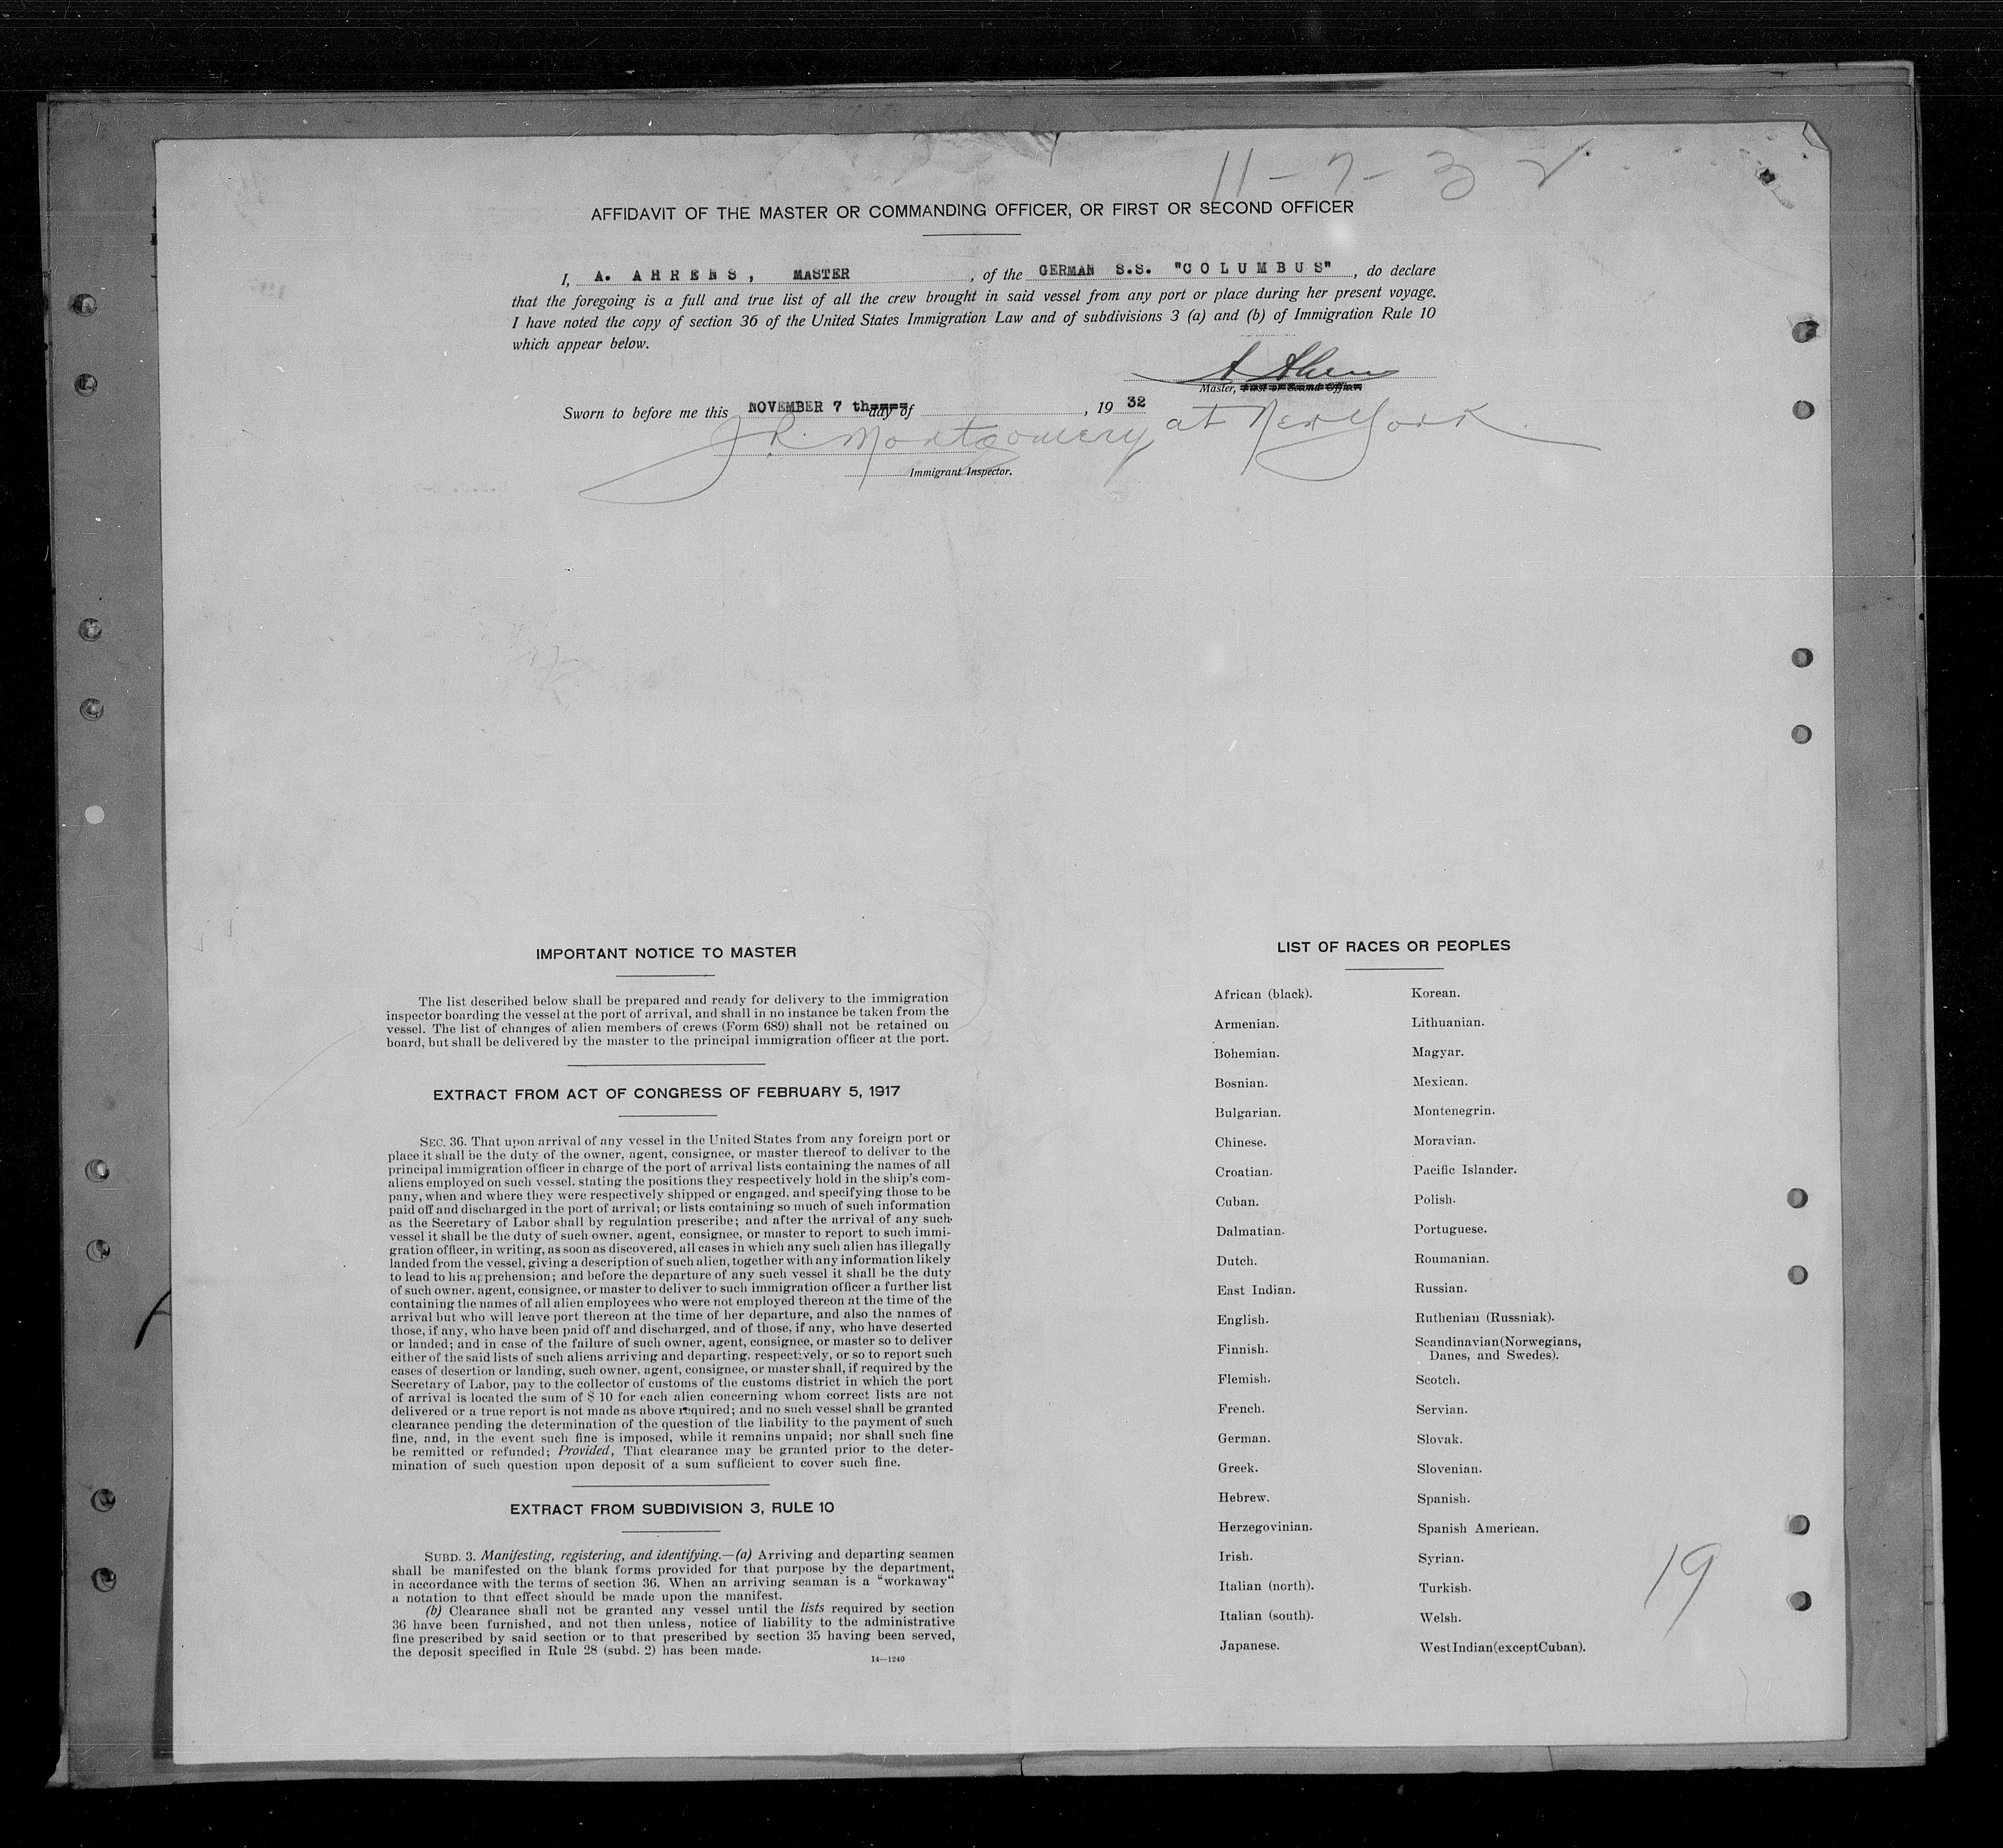 11-7-32
AFFIDAVIT OF THE MASTER OR COMMANDING OFFICER, OR FIRST OR SECOND OFFICER
I, A. AHRENS, MASTER, of the GERMAN S.S. "COLUMBUS", do declare
that the foregoing is a full and true list of all the crew brought in said vessel from any port or place during her present voyage.
I have noted the copy of section 36 of the United States Immigration Law and of subdivisions 3 (a) and (b) of Immigration Rule 10
which appear below.
A Ahrens
Master, First or Second Officer.
Sworn to before me this NOVEMBER 7 th day of , 19 32
J.R. Montgomery at New York.
Immigrant Inspector.
IMPORTANT NOTICE TO MASTER
The list described below shall be prepared and ready for delivery to the immigration
inspector boarding the vessel at the port of arrival, and shall in no instance be taken from the
vessel. The list of changes of alien members of crews (Form 689) shall not be retained on
board, but shall be delivered by the master to the principal immigration officer at the port.
EXTRACT FROM ACT OF CONGRESS OF FEBRUARY 5, 1917
SEC. 36. That upon arrival of any vessel in the United States from any foreign port or
place it shall be the duty of the owner, agent, consignee, or master thereof to deliver to the
principal immigration officer in charge of the port of arrival lists containing the names of all
aliens employed on such vessel, stating the positions they respectively hold in the ship's com-
pany, when and where they were respectively shipped or engaged, and specifying those to be
paid off and discharged in the port of arrival; or lists containing so much of such information
as the Secretary of Labor shall by regulation prescribe; and after the arrival of any such
vessel it shall be the duty of such owner, agent, consignee, or master to report to such immi-
gration officer, in writing, as soon as discovered, all cases in which any such alien has illegally
landed from the vessel, giving a description of such alien, together with any information likely
to lead to his apprehension; and before the departure of any such vessel it shall be the duty
of such owner, agent, consignee, or master to deliver to such immigration officer a further list
containing the names of all alien employees who were not employed thereon at the time of the
arrival but who will leave port thereon at the time of her departure, and also the names of
those, if any, who have been paid off and discharged, and of those, if any, who have deserted
or landed; and in case of the failure of such owner, agent, consignee, or master so to deliver
either of the said lists of such aliens arriving and departing, respectively, or so to report such
cases of desertion or landing, such owner, agent, consignee, or master shall, if required by the
Secretary of Labor, pay to the collector of customs of the customs district in which the port
of arrival is located the sum of $ 10 for each alien concerning whom correct lists are not
delivered or a true report is not made as above required; and no such vessel shall be granted
clearance pending the determination of the question of the liability to the payment of such
fine, and, in the event such fine is imposed, while it remains unpaid; nor shall such fine
be remitted or refunded; Provided, That clearance may be granted prior to the deter-
mination of such question upon deposit of a sum sufficient to cover such fine.
EXTRACT FROM SUBDIVISION 3, RULE 10
SUBD. 3. Manifesting, registering, and identifying.—(a) Arriving and departing seamen
shall be manifested on the blank forms provided for that purpose by the department,
in accordance with the terms of section 36. When an arriving seaman is a "workaway"
a notation to that effect should be made upon the manifest.
(b) Clearance shall not be granted any vessel until the lists required by section
36 have been furnished, and not then unless, notice of liability to the administrative
fine prescribed by said section or to that prescribed by section 35 having been served,
the deposit specified in Rule 28 (subd. 2) has been made.
14—1240
LIST OF RACES OR PEOPLES
African (black).
Armenian.
Bohemian.
Bosnian.
Bulgarian.
Chinese.
Croatian.
Cuban.
Dalmatian.
Dutch.
East Indian.
English.
Finnish.
Flemish.
French.
German.
Greek.
Hebrew.
Herzegovinian.
Irish.
Italian (north).
Italian (south).
Japanese.
Korean.
Lithuanian.
Magyar.
Mexican.
Montenegrin.
Moravian.
Pacific Islander.
Polish.
Portuguese.
Roumanian.
Russian.
Ruthenian (Russniak).
Scandinavian (Norwegians,
Danes, and Swedes).
Scotch.
Servian.
Slovak.
Slovenian.
Spanish.
Spanish American.
Syrian.
Turkish.
Welsh.
West Indian (except Cuban).
19